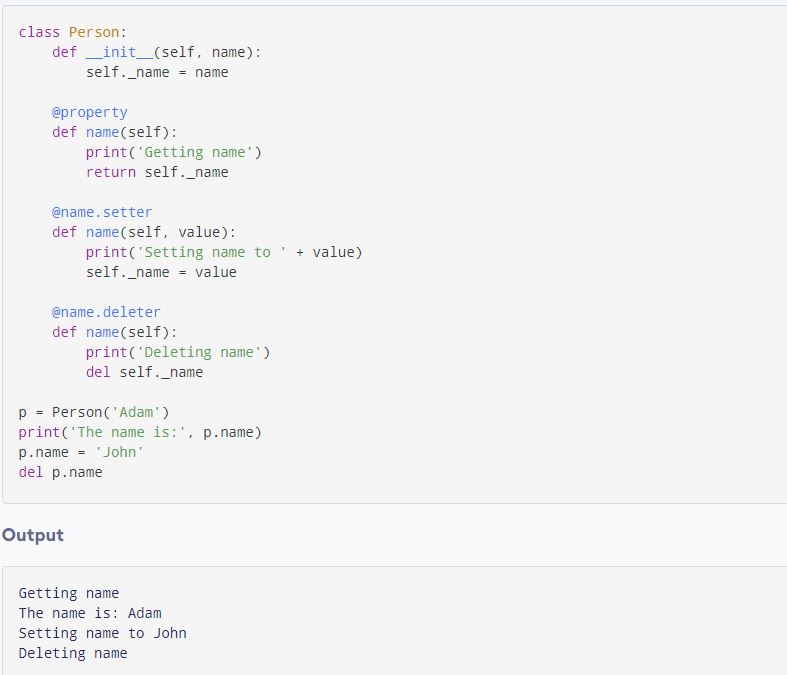 class Person:
    def __init__(self, name):
        self._name = name

    @property
    def name(self):
        print('Getting name')
        return self._name

    @name.setter
    def name(self, value):
        print('Setting name to ' + value)
        self._name = value

    @name.deleter
    def name(self):
        print('Deleting name')
        del self._name

p = Person('Adam')
print('The name is:', p.name)
p.name = 'John'
del p.name

Output

Getting name
The name is: Adam
Setting name to John
Deleting name